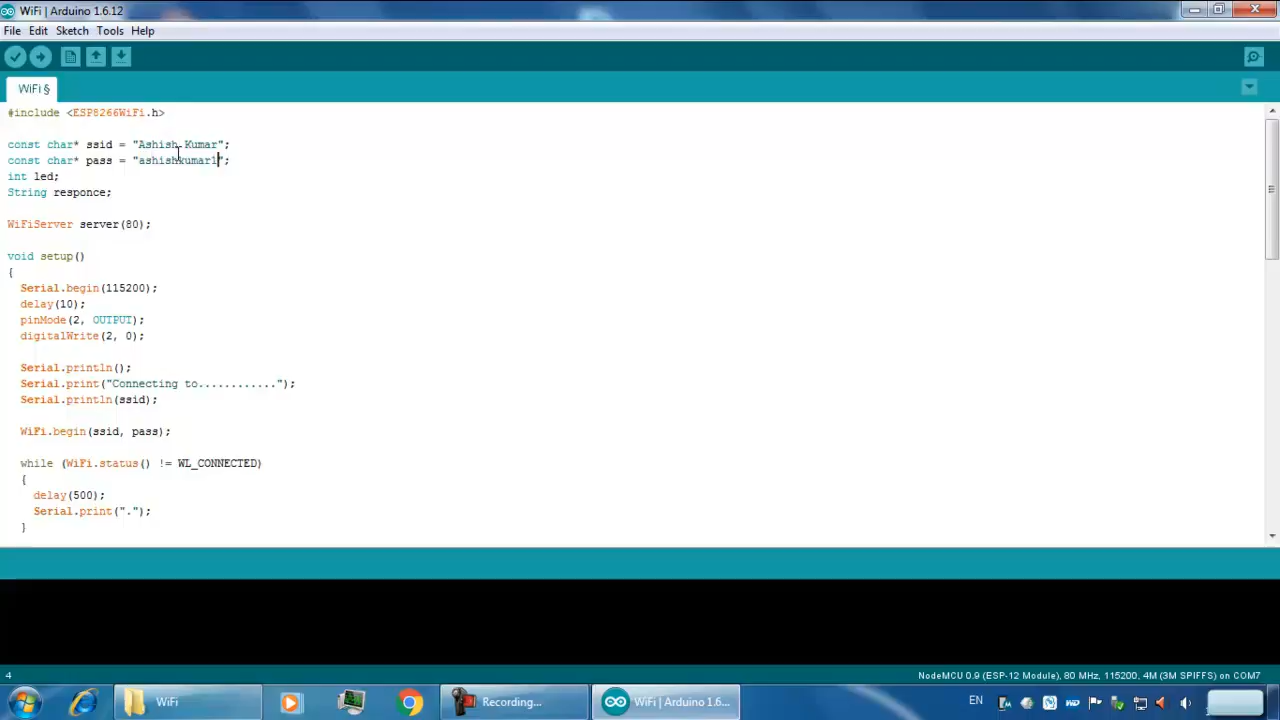 WiFi | Arduino 1.6.12
File Edit Sketch Tools Help
WiFi §
#include <ESP8266WiFi.h>
const char* ssid = "Ashish Kumar";
const char* pass = "ashishkumar1";
int led;
String responce;
WiFiServer server(80);
void setup()
{
Serial.begin(115200);
delay(10);
pinMode(2, OUTPUT);
digitalWrite(2, 0);
Serial.println();
Serial.print("Connecting to............");
Serial.println(ssid);
WiFi.begin(ssid, pass);
while (WiFi.status() != WL_CONNECTED)
{
delay(500);
Serial.print(".");
}
4
NodeMCU 0.9 (ESP-12 Module), 80 MHz, 115200, 4M (3M SPIFFS) on COM7
WiFi
Recording...
WiFi | Arduino 1.6...
EN